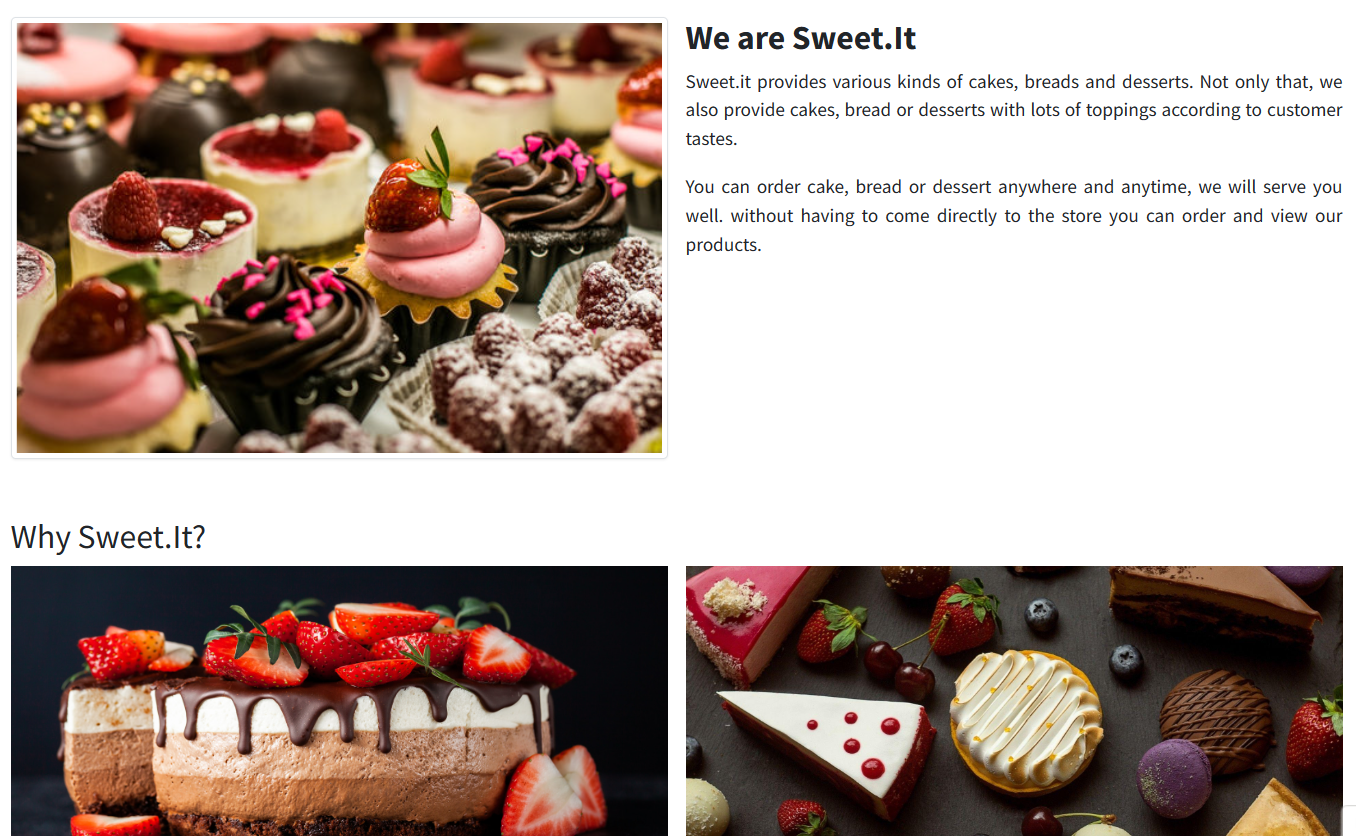 We are Sweet.It
Sweet.it provides various kinds of cakes, breads and desserts. Not only that, we
also provide cakes, bread or desserts with lots of toppings according to customer
tastes.
You can order cake, bread or dessert anywhere and anytime, we will serve you
well. without having to come directly to the store you can order and view our
products.
Why Sweet.It?